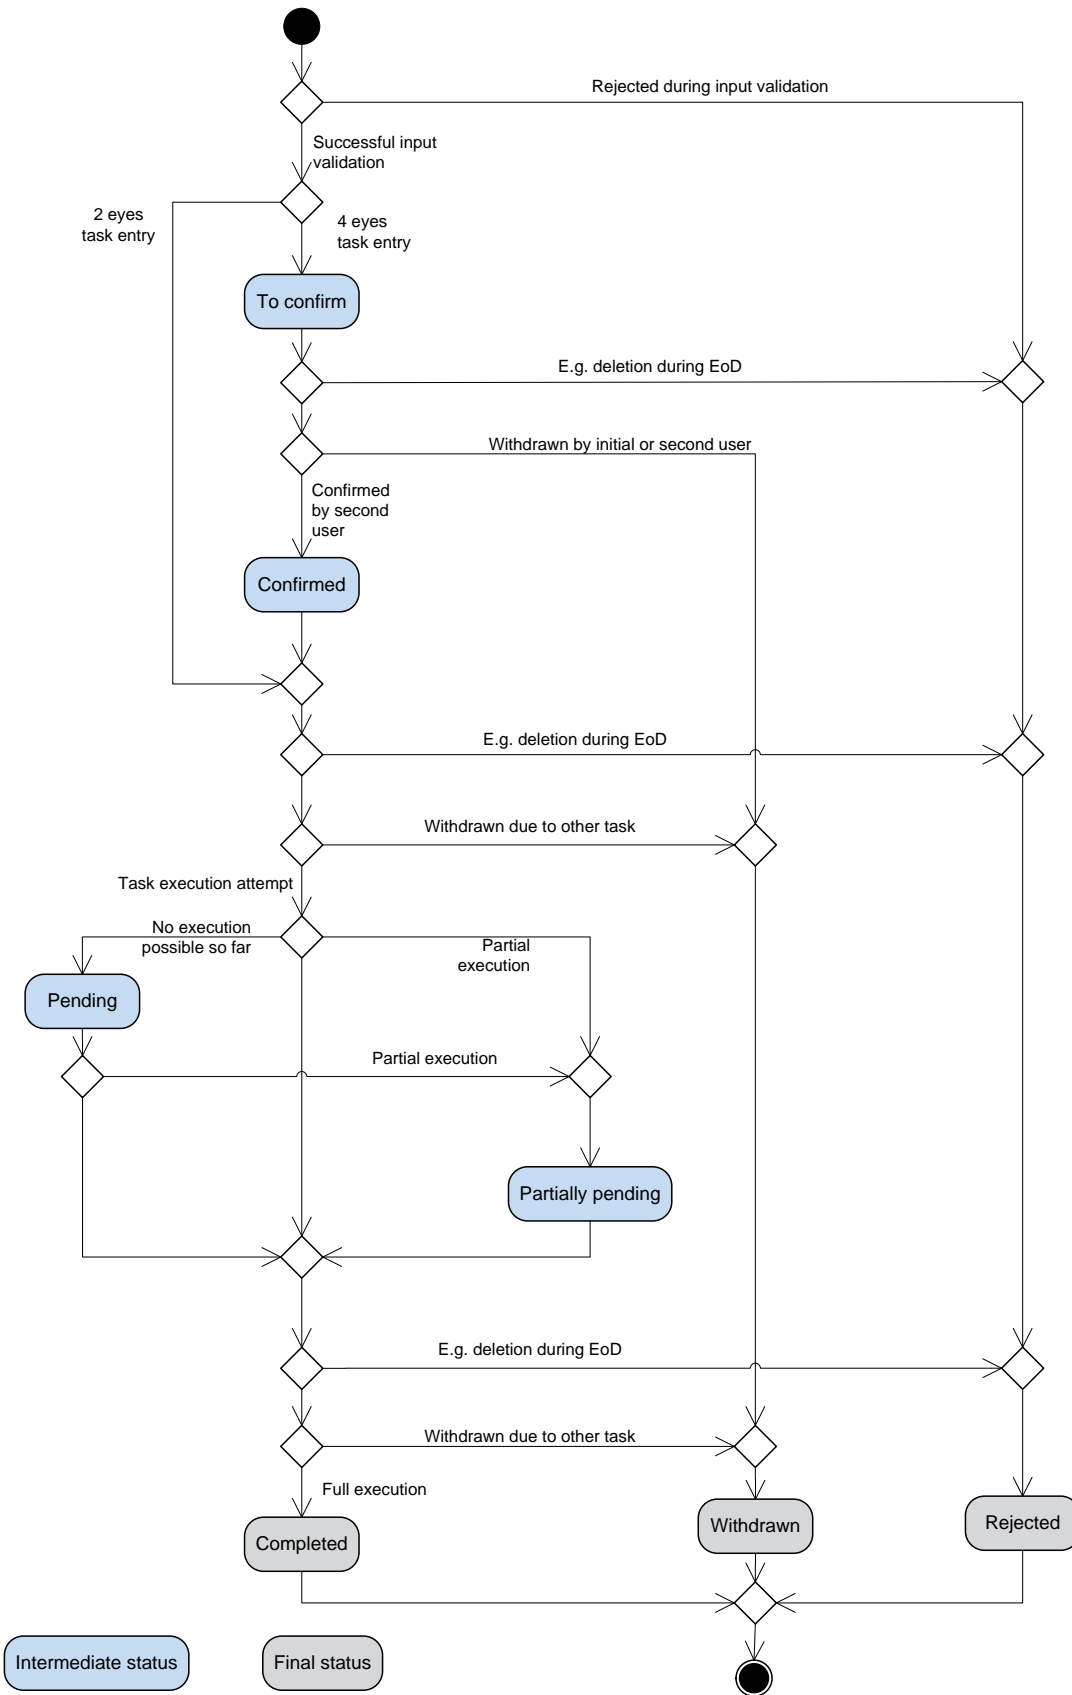 Rejected during input validation
Successful input
validation
2 eyes
task entry
4 eyes
task entry
To confirm
E.g. deletion during EoD
Withdrawn by initial or second user
Confirmed
by second
user
Confirmed
E.g. deletion during EoD
Withdrawn due to other task
Task execution attempt
No execution
possible so far
Partial
execution
Pending
Partial execution
Partially pending
E.g. deletion during EoD
Withdrawn due to other task
Full execution
Completed
Withdrawn
Rejected
Intermediate status
Final status